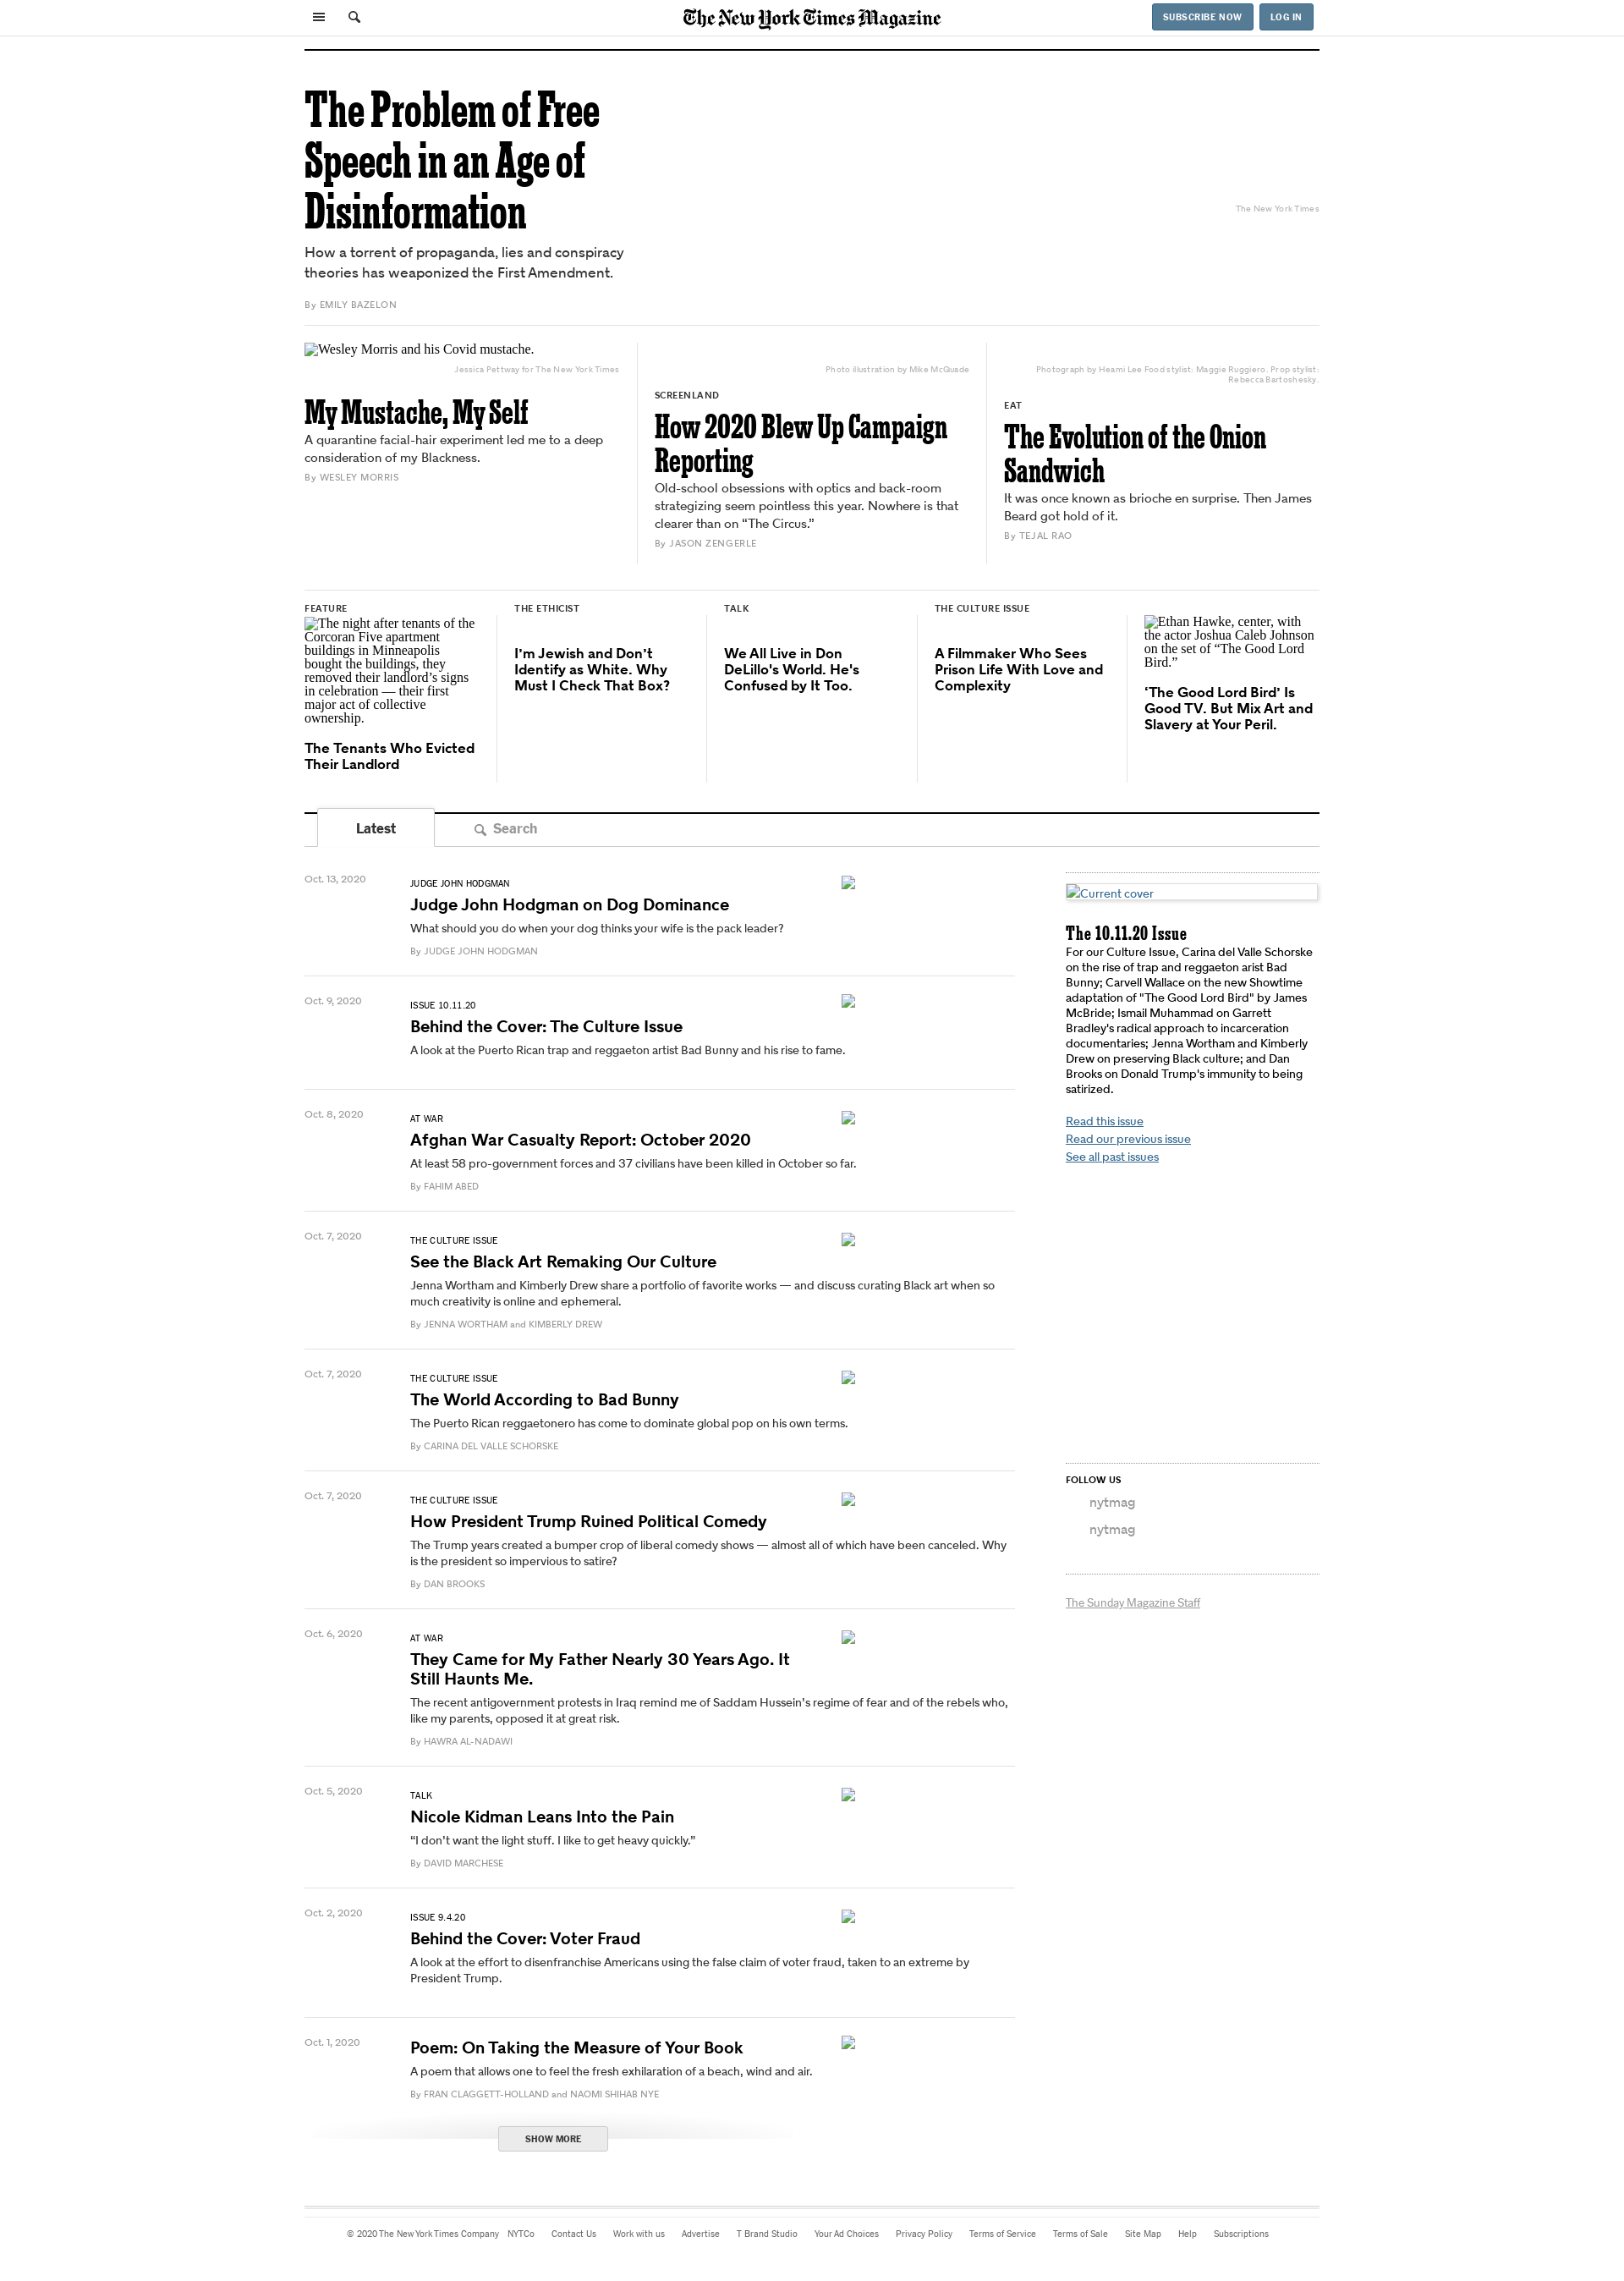 The New York Times Magazine
SUBSCRIBE NOW
LOG IN
The Problem of Free
Speech in an Age of
Disinformation
How a torrent of propaganda, lies and conspiracy
theories has weaponized the First Amendment.
By EMILY BAZELON
The New York Times
Wesley Morris and his Covid mustache.
Jessica Pettway for The New York Times
My Mustache, My Self
A quarantine facial-hair experiment led me to a deep
consideration of my Blackness.
By WESLEY MORRIS
Photo illustration by Mike McQuade
SCREENLAND
How 2020 Blew Up Campaign
Reporting
Old-school obsessions with optics and back-room
strategizing seem pointless this year. Nowhere is that
clearer than on “The Circus.”
By JASON ZENGERLE
Photograph by Heami Lee Food stylist: Maggie Ruggiero. Prop stylist:
Rebecca Bartoshesky.
EAT
The Evolution of the Onion
Sandwich
It was once known as brioche en surprise. Then James
Beard got hold of it.
By TEJAL RAO
FEATURE
The night after tenants of the
Corcoran Five apartment
buildings in Minneapolis
bought the buildings, they
removed their landlord’s signs
in celebration — their first
major act of collective
ownership.
The Tenants Who Evicted
Their Landlord
THE ETHICIST
I’m Jewish and Don’t
Identify as White. Why
Must I Check That Box?
TALK
We All Live in Don
DeLillo's World. He's
Confused by It Too.
THE CULTURE ISSUE
A Filmmaker Who Sees
Prison Life With Love and
Complexity
Ethan Hawke, center, with
the actor Joshua Caleb Johnson
on the set of “The Good Lord
Bird.”
‘The Good Lord Bird’ Is
Good TV. But Mix Art and
Slavery at Your Peril.
Latest
Search
Oct. 13, 2020
JUDGE JOHN HODGMAN
Judge John Hodgman on Dog Dominance
What should you do when your dog thinks your wife is the pack leader?
By JUDGE JOHN HODGMAN
Oct. 9, 2020
ISSUE 10.11.20
Behind the Cover: The Culture Issue
A look at the Puerto Rican trap and reggaeton artist Bad Bunny and his rise to fame.
Oct. 8, 2020
AT WAR
Afghan War Casualty Report: October 2020
At least 58 pro-government forces and 37 civilians have been killed in October so far.
By FAHIM ABED
Oct. 7, 2020
THE CULTURE ISSUE
See the Black Art Remaking Our Culture
Jenna Wortham and Kimberly Drew share a portfolio of favorite works — and discuss curating Black art when so
much creativity is online and ephemeral.
By JENNA WORTHAM and KIMBERLY DREW
Oct. 7, 2020
THE CULTURE ISSUE
The World According to Bad Bunny
The Puerto Rican reggaetonero has come to dominate global pop on his own terms.
By CARINA DEL VALLE SCHORSKE
Oct. 7, 2020
THE CULTURE ISSUE
How President Trump Ruined Political Comedy
The Trump years created a bumper crop of liberal comedy shows — almost all of which have been canceled. Why
is the president so impervious to satire?
By DAN BROOKS
Oct. 6, 2020
AT WAR
They Came for My Father Nearly 30 Years Ago. It
Still Haunts Me.
The recent antigovernment protests in Iraq remind me of Saddam Hussein’s regime of fear and of the rebels who,
like my parents, opposed it at great risk.
By HAWRA AL-NADAWI
Oct. 5, 2020
TALK
Nicole Kidman Leans Into the Pain
“I don’t want the light stuff. I like to get heavy quickly.”
By DAVID MARCHESE
Oct. 2, 2020
ISSUE 9.4.20
Behind the Cover: Voter Fraud
A look at the effort to disenfranchise Americans using the false claim of voter fraud, taken to an extreme by
President Trump.
Oct. 1, 2020
Poem: On Taking the Measure of Your Book
A poem that allows one to feel the fresh exhilaration of a beach, wind and air.
By FRAN CLAGGETT-HOLLAND and NAOMI SHIHAB NYE
SHOW MORE
Current cover
The 10.11.20 Issue
For our Culture Issue, Carina del Valle Schorske
on the rise of trap and reggaeton arist Bad
Bunny; Carvell Wallace on the new Showtime
adaptation of "The Good Lord Bird" by James
McBride; Ismail Muhammad on Garrett
Bradley's radical approach to incarceration
documentaries; Jenna Wortham and Kimberly
Drew on preserving Black culture; and Dan
Brooks on Donald Trump's immunity to being
satirized.
Read this issue
Read our previous issue
See all past issues
FOLLOW US
nytmag
nytmag
The Sunday Magazine Staff
© 2020 The New York Times Company NYTCo Contact Us Work with us Advertise T Brand Studio Your Ad Choices Privacy Policy Terms of Service Terms of Sale Site Map Help Subscriptions